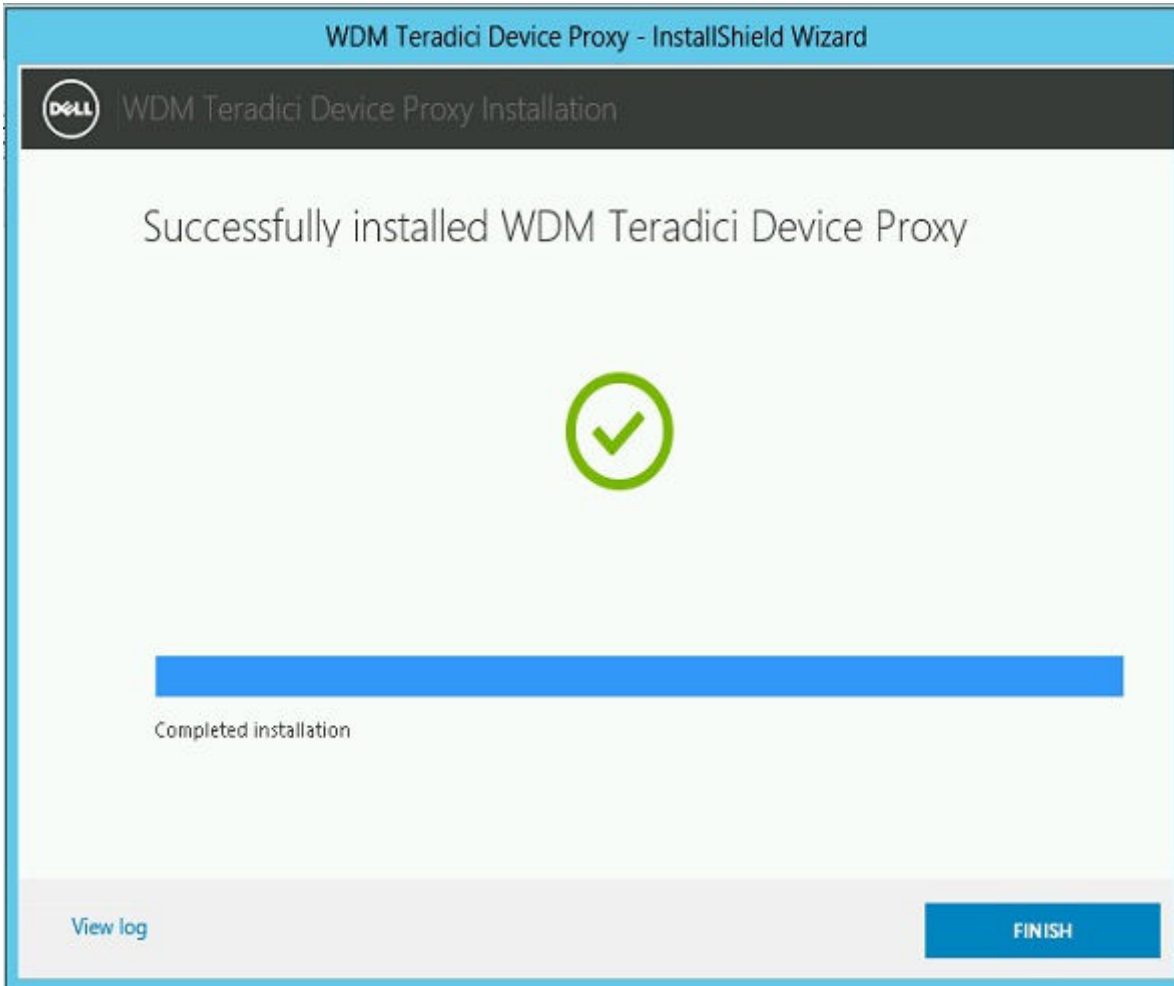 WDM Teradici Device Proxy - InstallShield Wizard
DELL
WDM Teradici Device Proxy Installation
Successfully installed WDM Teradici Device Proxy
Completed installation
View log
FINISH